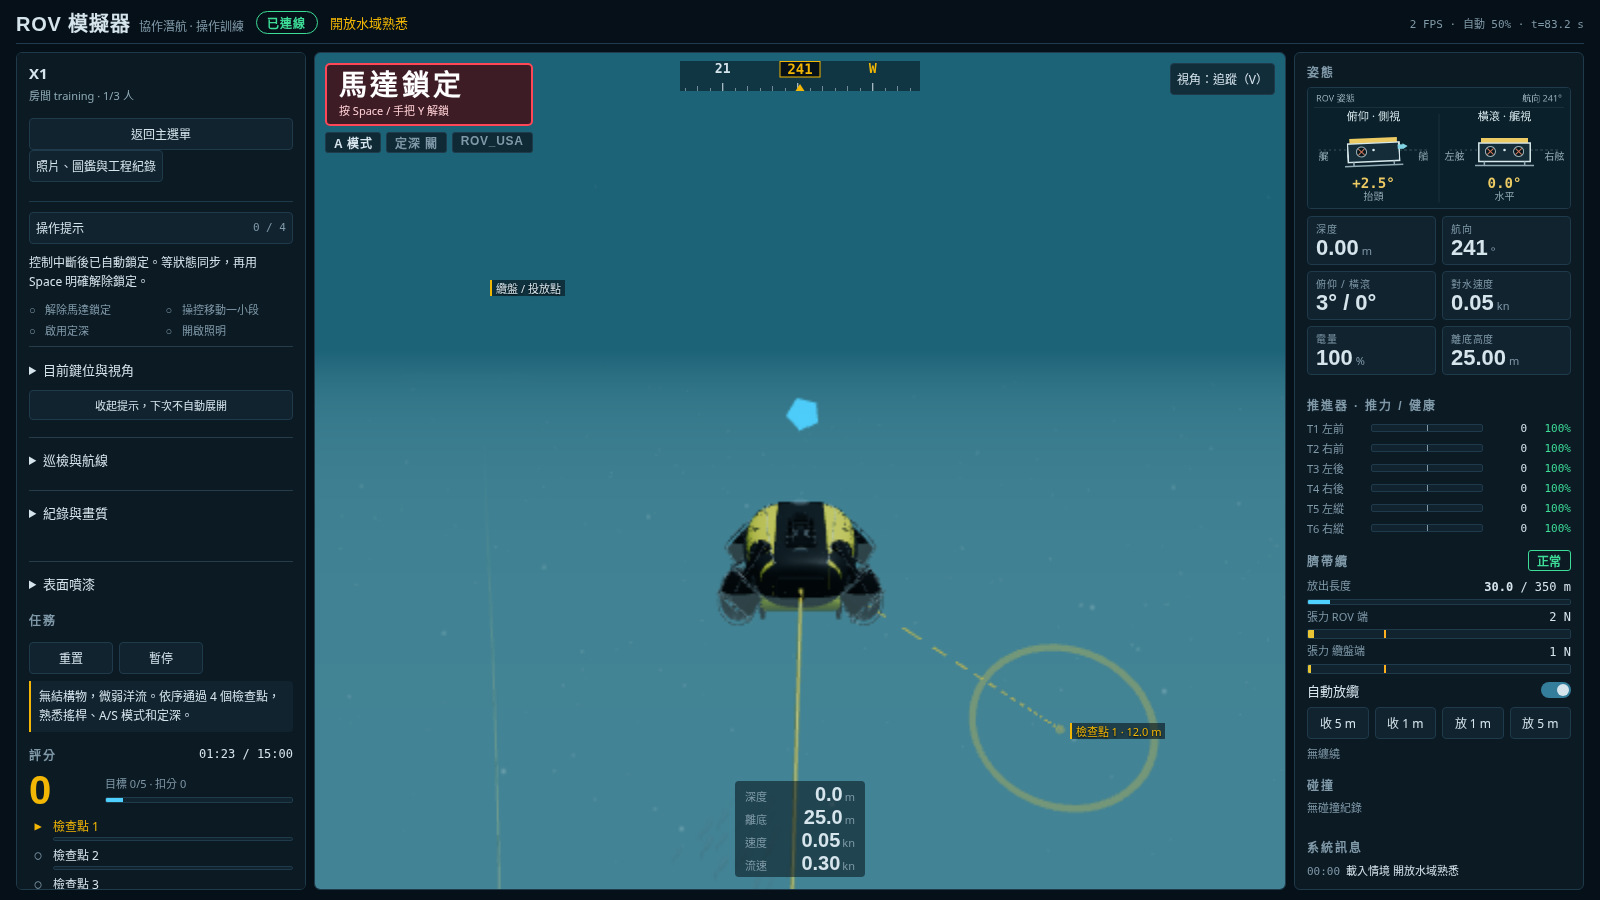 ROV 模擬器 協作潛航 · 操作訓練 已連線 開放水域熟悉
2 FPS · 自動 50% · t=83.2 s
X1
房間 training · 1/3 人
返回主選單
照片、圖鑑與工程紀錄
操作提示 0 / 4
控制中斷後已自動鎖定。等狀態同步，再用
Space 明確解除鎖定。
○ 解除馬達鎖定 ○ 操控移動一小段
○ 啟用定深 ○ 開啟照明
▶ 目前鍵位與視角
收起提示，下次不自動展開
▶ 巡檢與航線
▶ 紀錄與畫質
▶ 表面噴漆
任務
重置 暫停
無結構物，微弱洋流。依序通過 4 個檢查點，
熟悉搖桿、A/S 模式和定深。
評分 01:23 / 15:00
0 目標 0/5 · 扣分 0
▶ 檢查點 1
○ 檢查點 2
○ 檢查點 3
馬達鎖定
按 Space / 手把 Y 解鎖
A 模式 定深 關 ROV_USA
21 241 W
視角：追蹤（V）
纜盤 / 投放點
檢查點 1 · 12.0 m
深度 0.0 m
離底 25.0 m
速度 0.05 kn
流速 0.30 kn
姿態
ROV 姿態 航向 241°
俯仰 · 側視 橫滾 · 艉視
艉 艏 左舷 右舷
+2.5° 0.0°
抬頭 水平
深度 航向
0.00 m 241 °
俯仰 / 橫滾 對水速度
3° / 0° 0.05 kn
電量 離底高度
100 % 25.00 m
推進器 · 推力 / 健康
T1 左前 0 100%
T2 右前 0 100%
T3 左後 0 100%
T4 右後 0 100%
T5 左縱 0 100%
T6 右縱 0 100%
臍帶纜 正常
放出長度 30.0 / 350 m
張力 ROV 端 2 N
張力 纜盤端 1 N
自動放纜
收 5 m 收 1 m 放 1 m 放 5 m
無纏繞
碰撞
無碰撞紀錄
系統訊息
00:00 載入情境 開放水域熟悉